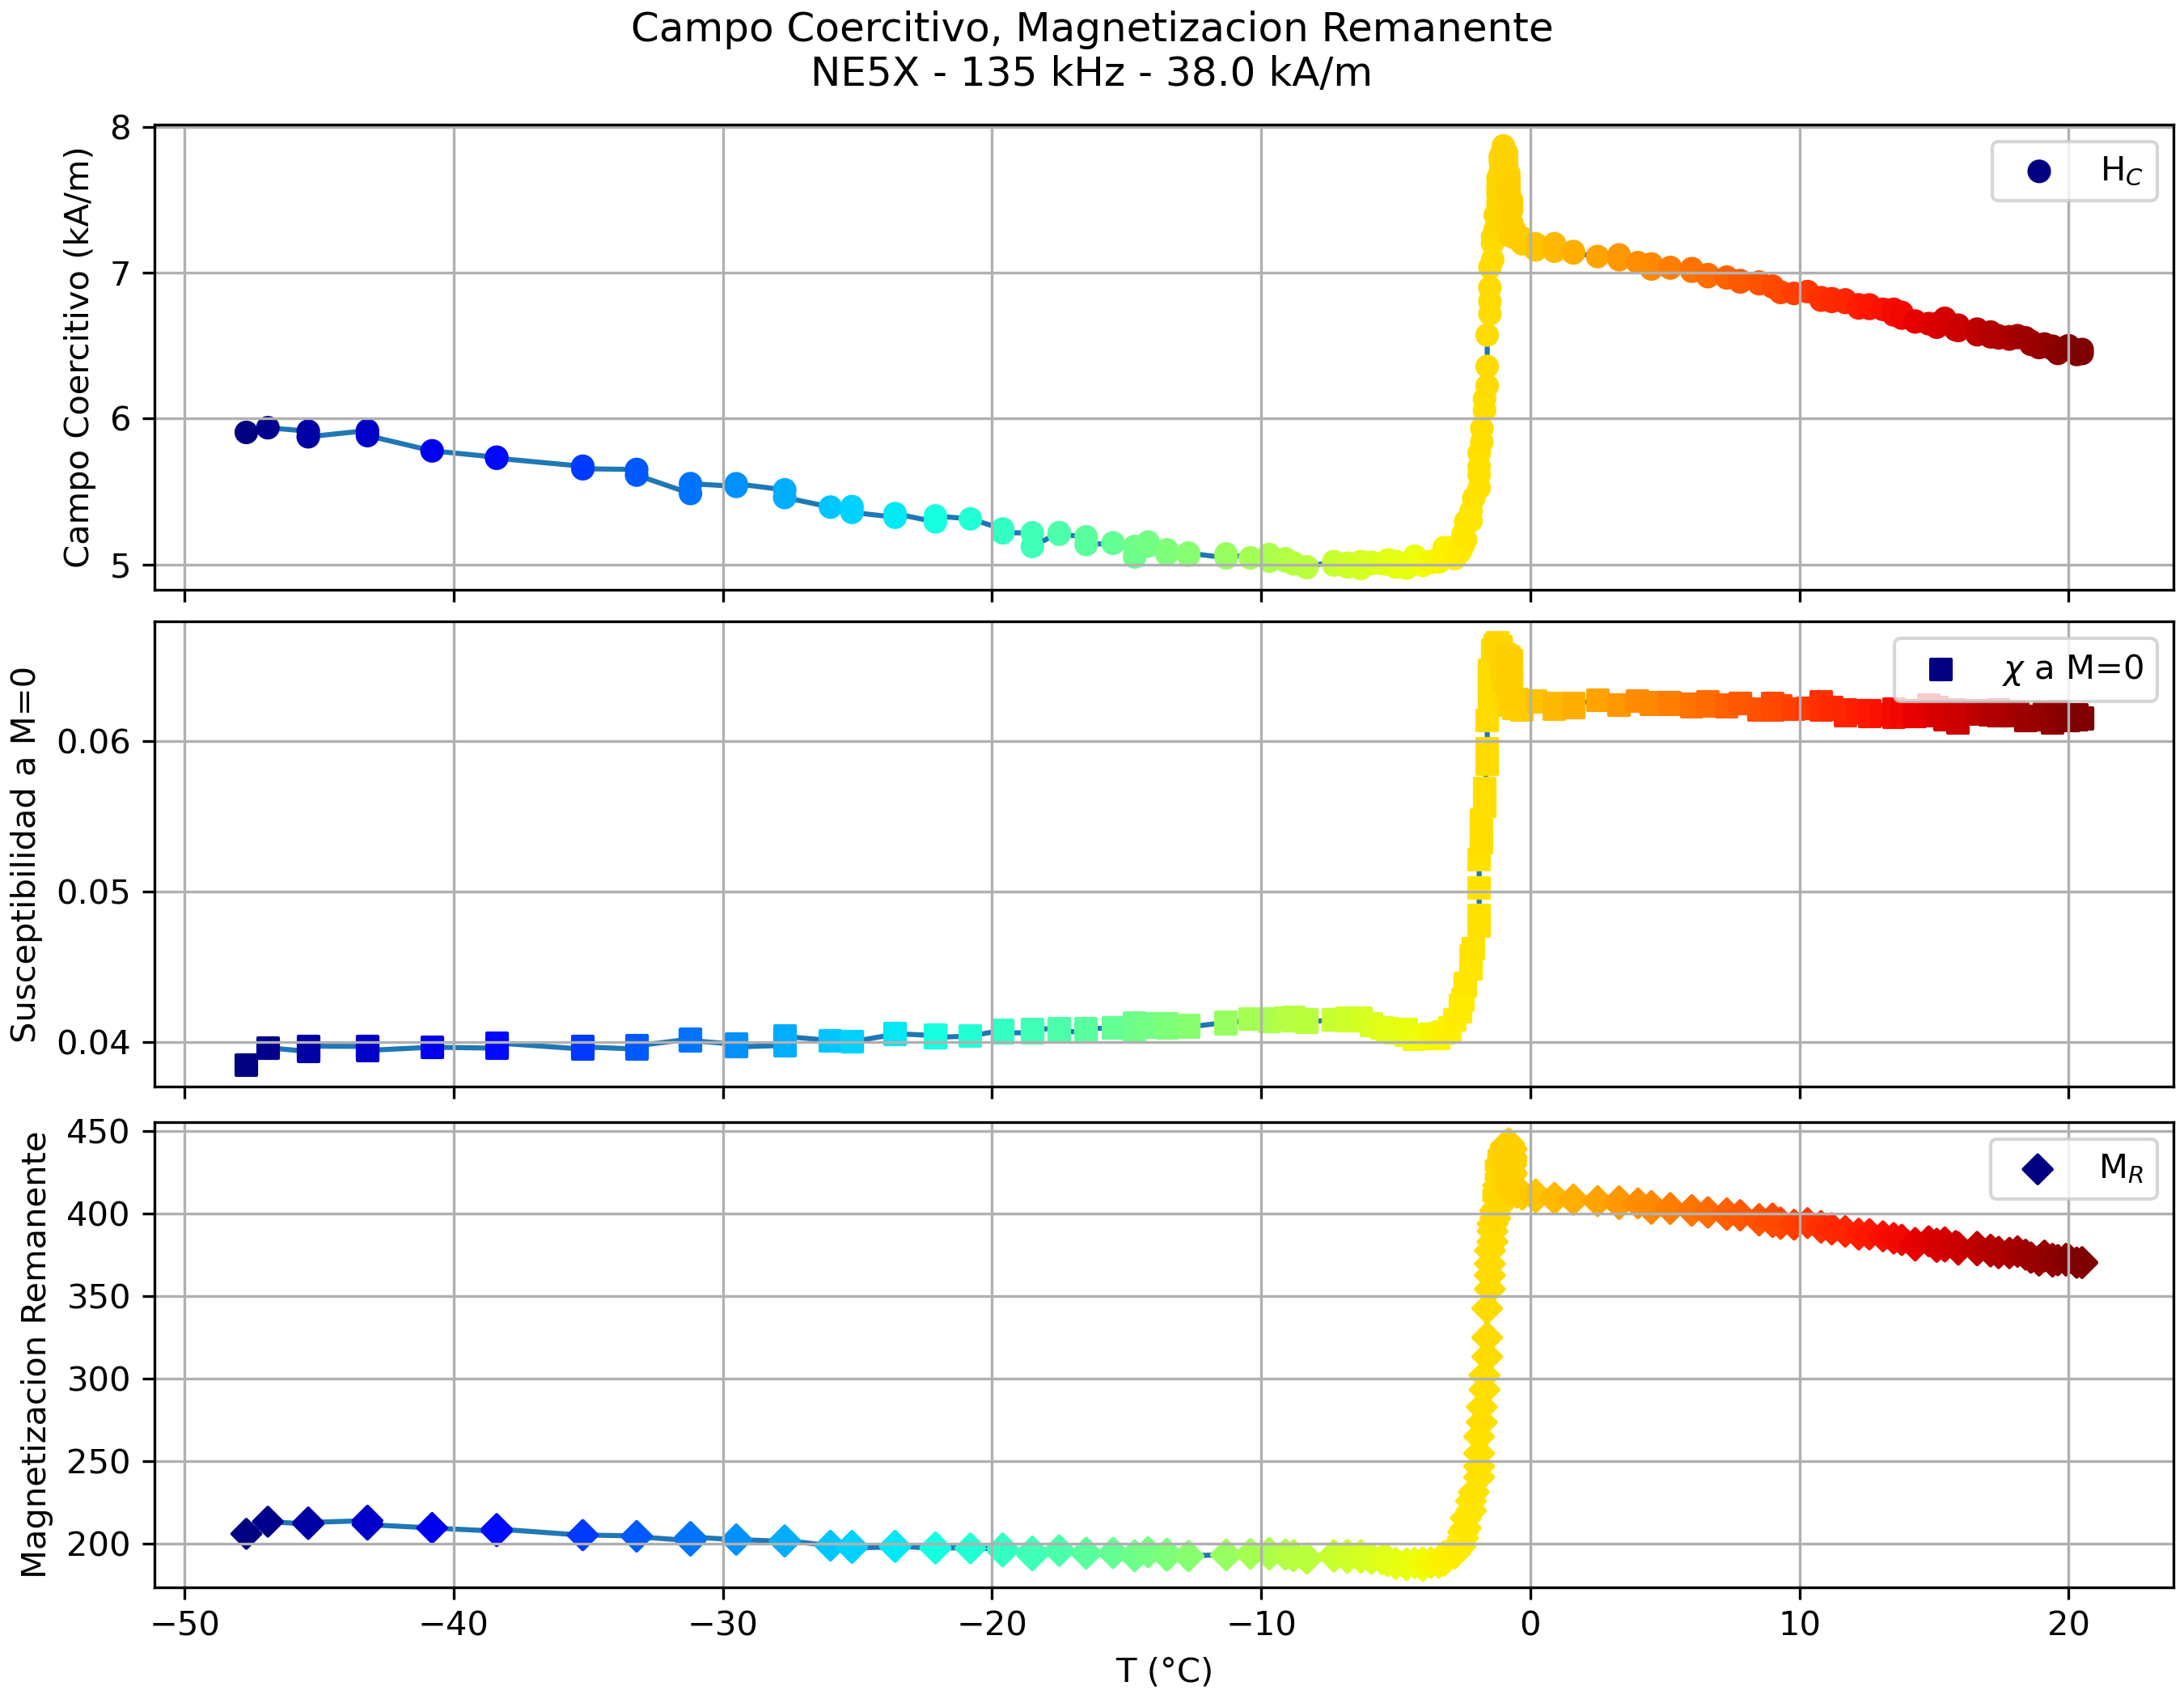 Campo Coercitivo, Magnetizacion Remanente
NE5X - 135 kHz - 38.0 kA/m
Campo Coercitivo (kA/m)
8
7
6
5
H_C
Susceptibilidad a M=0
0.06
0.05
0.04
χ a M=0
Magnetizacion Remanente
450
400
350
300
250
200
M_R
−50 −40 −30 −20 −10 0 10 20
T (°C)